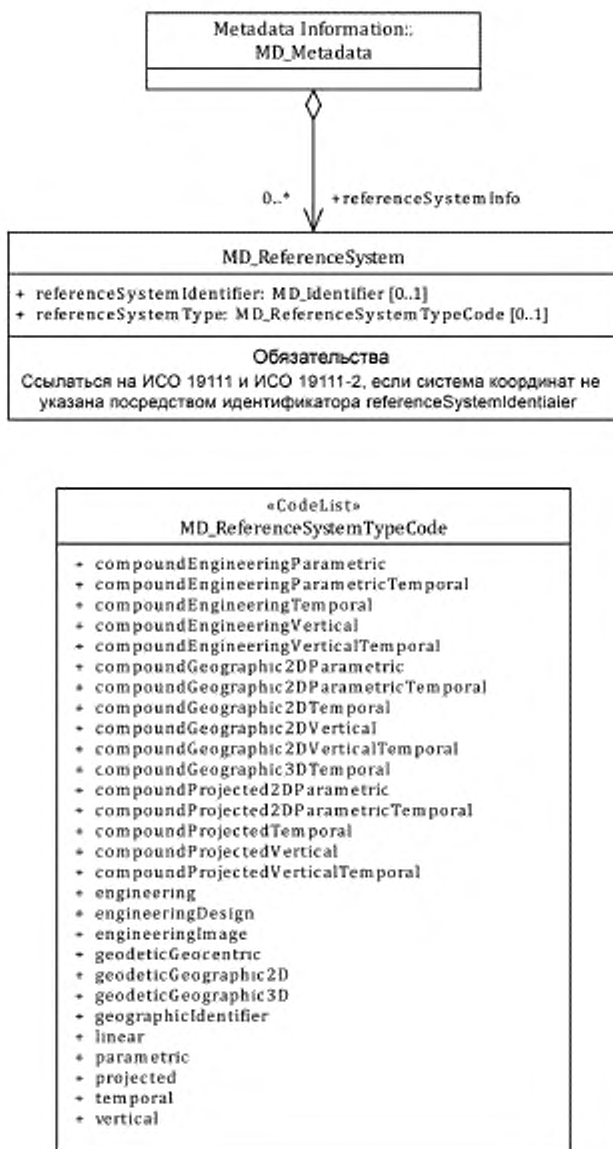 Metadata Information::
MD_Metadata
0..* +referenceSystemInfo
MD_ReferenceSystem
+ referenceSystemIdentifier: MD_Identifier [0..1]
+ referenceSystemType: MD_ReferenceSystemTypeCode [0..1]
Обязательства
Ссылаться на ИСО 19111 и ИСО 19111-2, если система координат не
указана посредством идентификатора referenceSystemIdentiaier
«CodeList»
MD_ReferenceSystemTypeCode
+ compoundEngineeringParametric
+ compoundEngineeringParametricTemporal
+ compoundEngineeringTemporal
+ compoundEngineeringVertical
+ compoundEngineeringVerticalTemporal
+ compoundGeographic2DParametric
+ compoundGeographic2DParametricTemporal
+ compoundGeographic2DTemporal
+ compoundGeographic2DVertical
+ compoundGeographic2DVerticalTemporal
+ compoundGeographic3DTemporal
+ compoundProjected2DParametric
+ compoundProjected2DParametricTemporal
+ compoundProjectedTemporal
+ compoundProjectedVertical
+ compoundProjectedVerticalTemporal
+ engineering
+ engineeringDesign
+ engineeringImage
+ geodeticGeocentric
+ geodeticGeographic2D
+ geodeticGeographic3D
+ geographicIdentifier
+ linear
+ parametric
+ projected
+ temporal
+ vertical